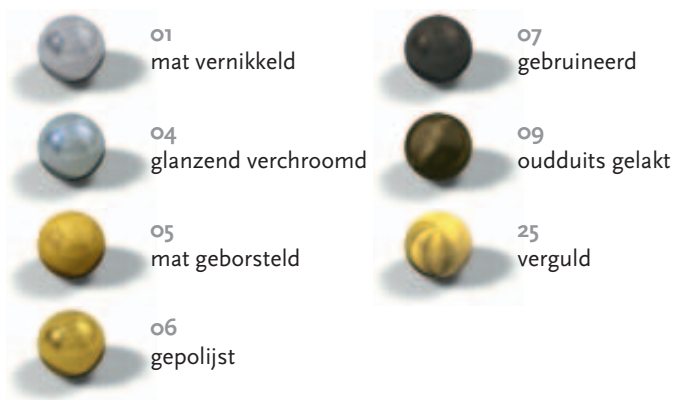 01
mat vernikkeld
04
glanzend verchroomd
05
mat geborsteld
06
gepolijst
07
gebruineerd
09
oudduits gelakt
25
verguld